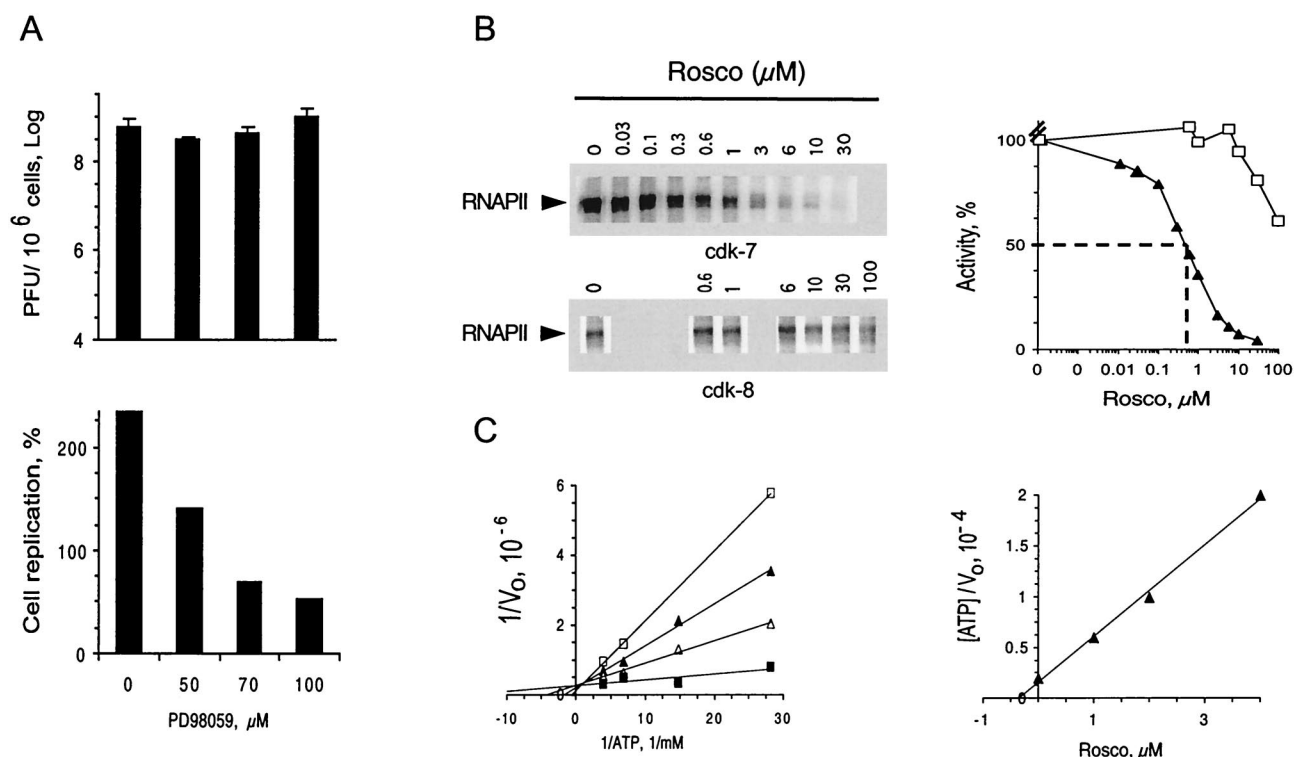 A
PFU/ 10 6 cells, Log
8
6
4
Cell replication, %
200
100
0
0 50 70 100
PD98059, µM
B
Rosco (µM)
0 0.03 0.1 0.3 0.6 1 3 6 10 30
RNAPII
cdk-7
0 0.6 1 6 10 30 100
RNAPII
cdk-8
Activity, %
100
50
0
0 0 0.01 0.1 1 10 100
Rosco, µM
C
1/Vo, 10 -6
6
4
2
0
-10 0 10 20 30
1/ATP, 1/mM
[ATP]/Vo, 10 -4
2
1.5
1
0.5
0
-1 1 3
Rosco, µM